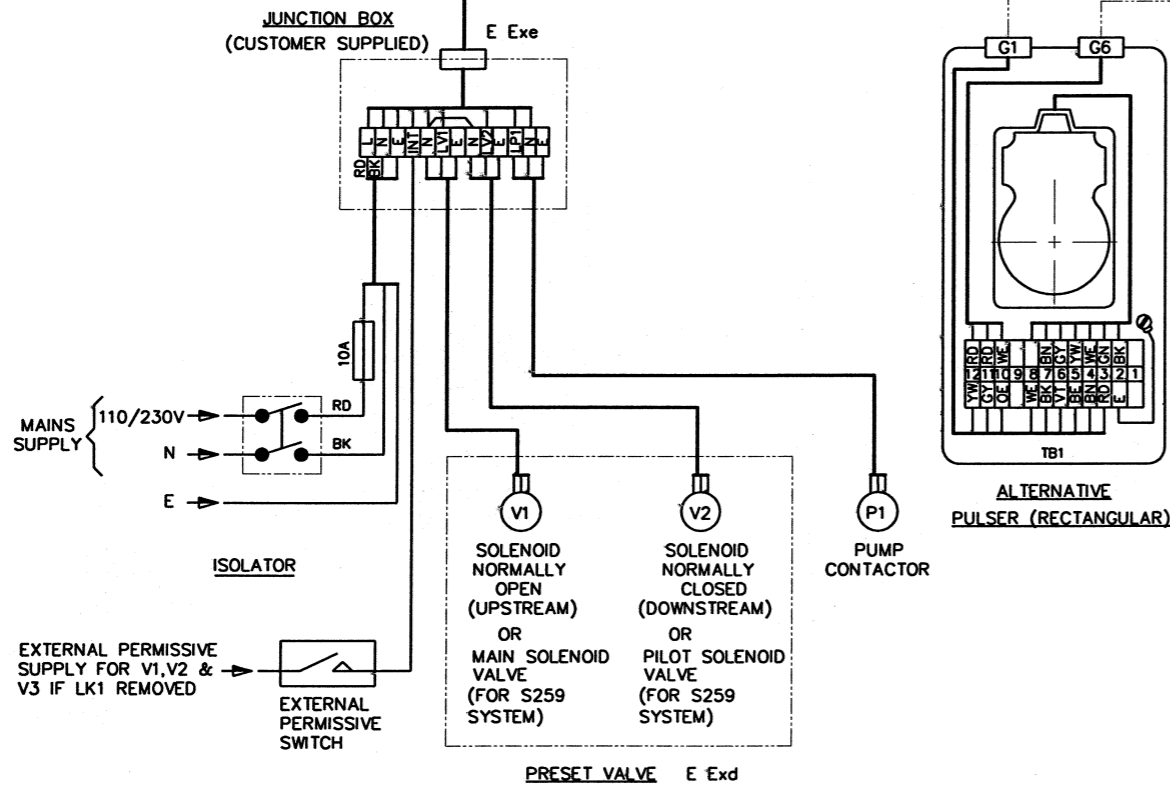 JUNCTION BOX
(CUSTOMER SUPPLIED)
E Exe
L N E INT N LV1 E N LV2 E LP1 N E
RD BK
10A
MAINS
SUPPLY
110/230V
RD
N
BK
E
ISOLATOR
EXTERNAL PERMISSIVE
SUPPLY FOR V1,V2 &
V3 IF LK1 REMOVED
EXTERNAL
PERMISSIVE
SWITCH
V1
SOLENOID
NORMALLY
OPEN
(UPSTREAM)
OR
MAIN SOLENOID
VALVE
(FOR S259
SYSTEM)
V2
SOLENOID
NORMALLY
CLOSED
(DOWNSTREAM)
OR
PILOT SOLENOID
VALVE
(FOR S259
SYSTEM)
PRESET VALVE E Exd
P1
PUMP
CONTACTOR
G1
G6
RD RD WE BN GY YW WE GN BK
12 11 10 9 8 7 6 5 4 3 2 1
YW GY OE WE BK VT BE BN RD E
TB1
ALTERNATIVE
PULSER (RECTANGULAR)